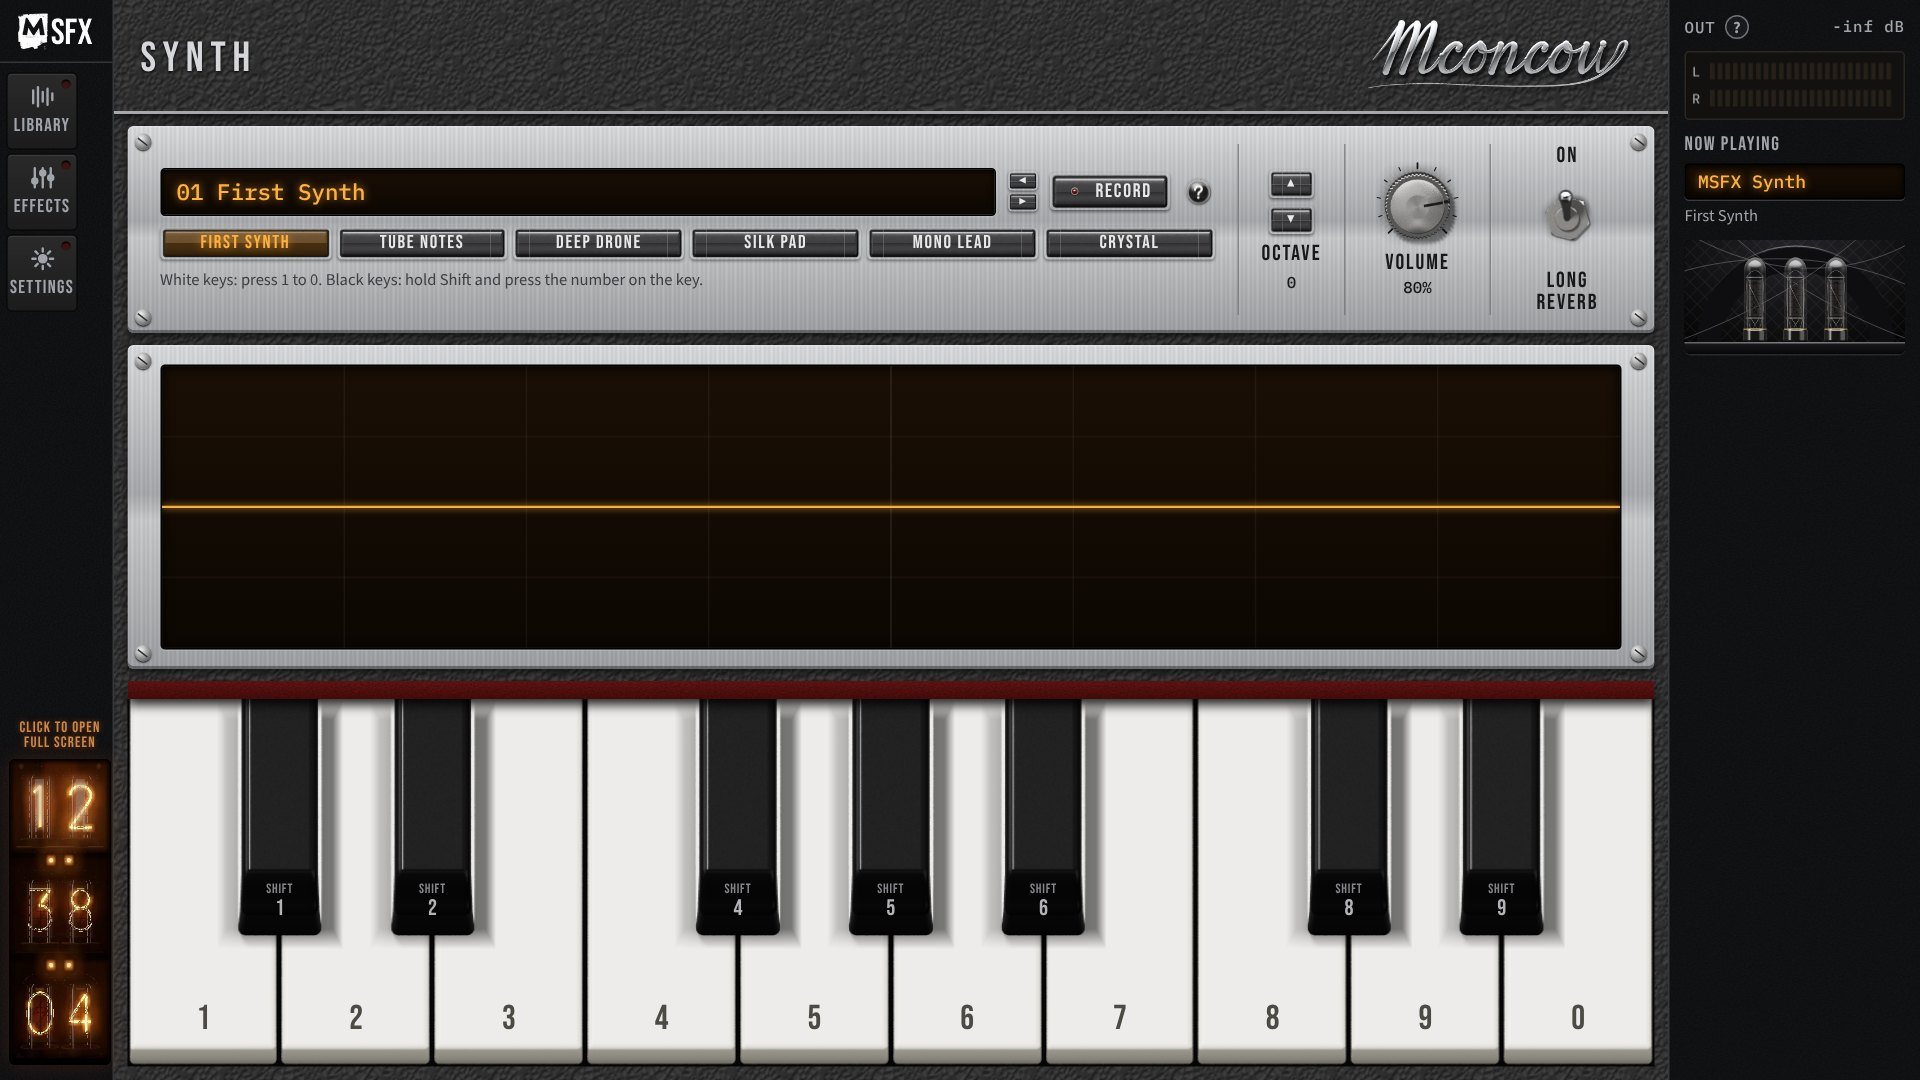 MSFX
SYNTH
Mconcow
OUT ? -inf dB
L
R
LIBRARY
EFFECTS
SETTINGS
01 First Synth
◄
►
RECORD
?
FIRST SYNTH
TUBE NOTES
DEEP DRONE
SILK PAD
MONO LEAD
CRYSTAL
White keys: press 1 to 0. Black keys: hold Shift and press the number on the key.
▲
▼
OCTAVE
0
VOLUME
80%
ON
LONG
REVERB
NOW PLAYING
MSFX Synth
First Synth
CLICK TO OPEN
FULL SCREEN
12
38
04
SHIFT
1
SHIFT
2
SHIFT
4
SHIFT
5
SHIFT
6
SHIFT
8
SHIFT
9
1
2
3
4
5
6
7
8
9
0